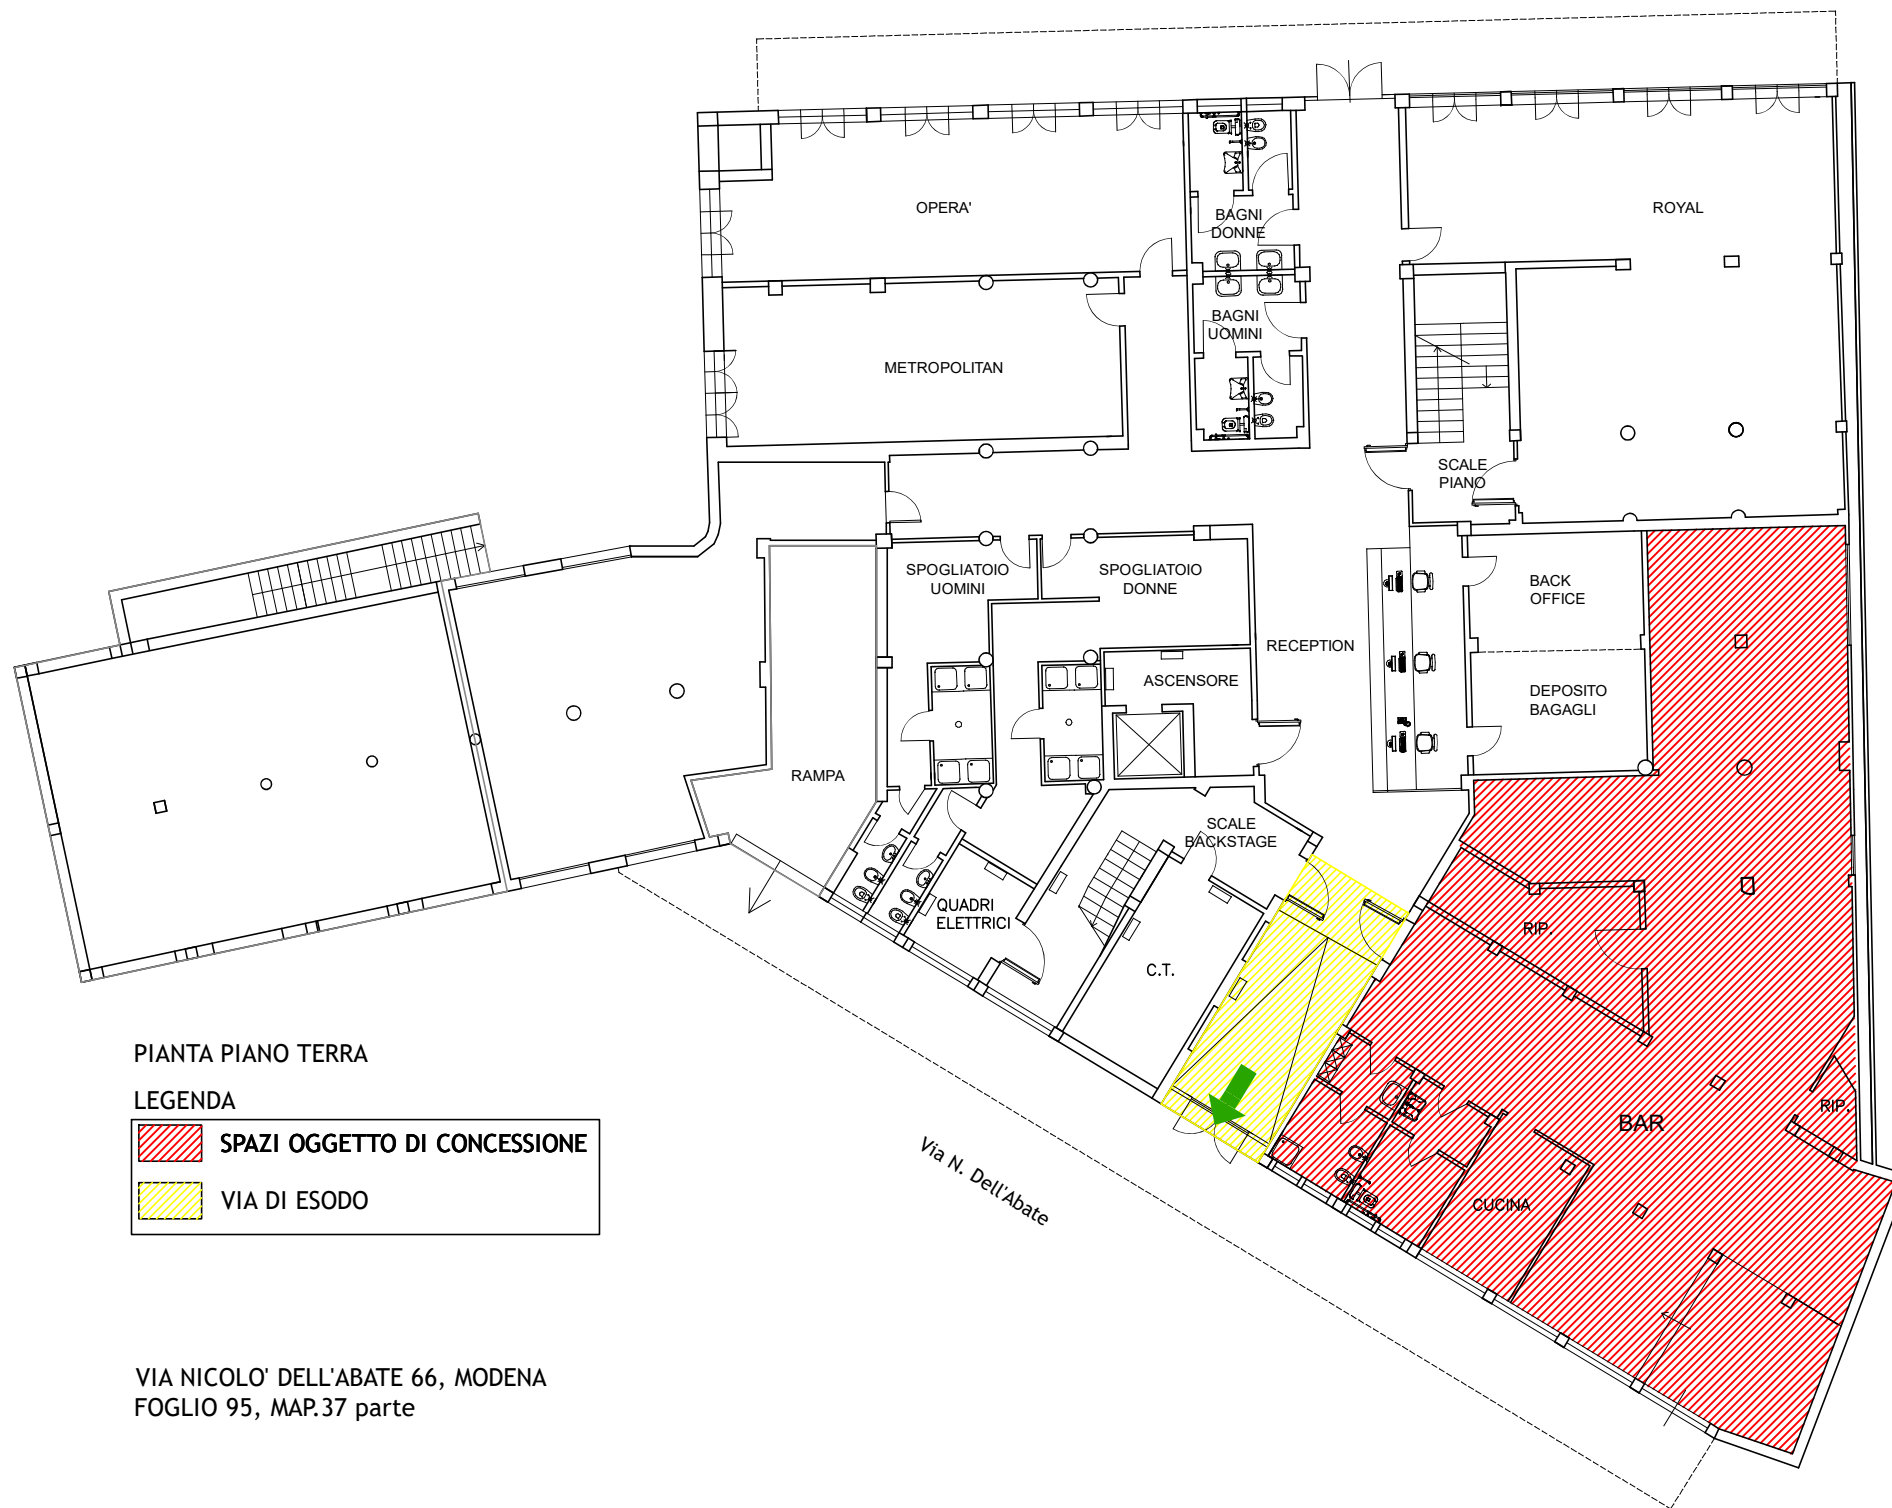 OPERA'
ROYAL
BAGNI
DONNE
BAGNI
UOMINI
METROPOLITAN
SCALE
PIANO
SPOGLIATOIO
UOMINI
SPOGLIATOIO
DONNE
BACK
OFFICE
RECEPTION
ASCENSORE
DEPOSITO
BAGAGLI
RAMPA
SCALE
BACKSTAGE
QUADRI
ELETTRICI
RIP.
C.T.
PIANTA PIANO TERRA
LEGENDA
SPAZI OGGETTO DI CONCESSIONE
VIA DI ESODO
Via N. Dell'Abate
BAR
RIP.
CUCINA
VIA NICOLO' DELL'ABATE 66, MODENA
FOGLIO 95, MAP.37 parte